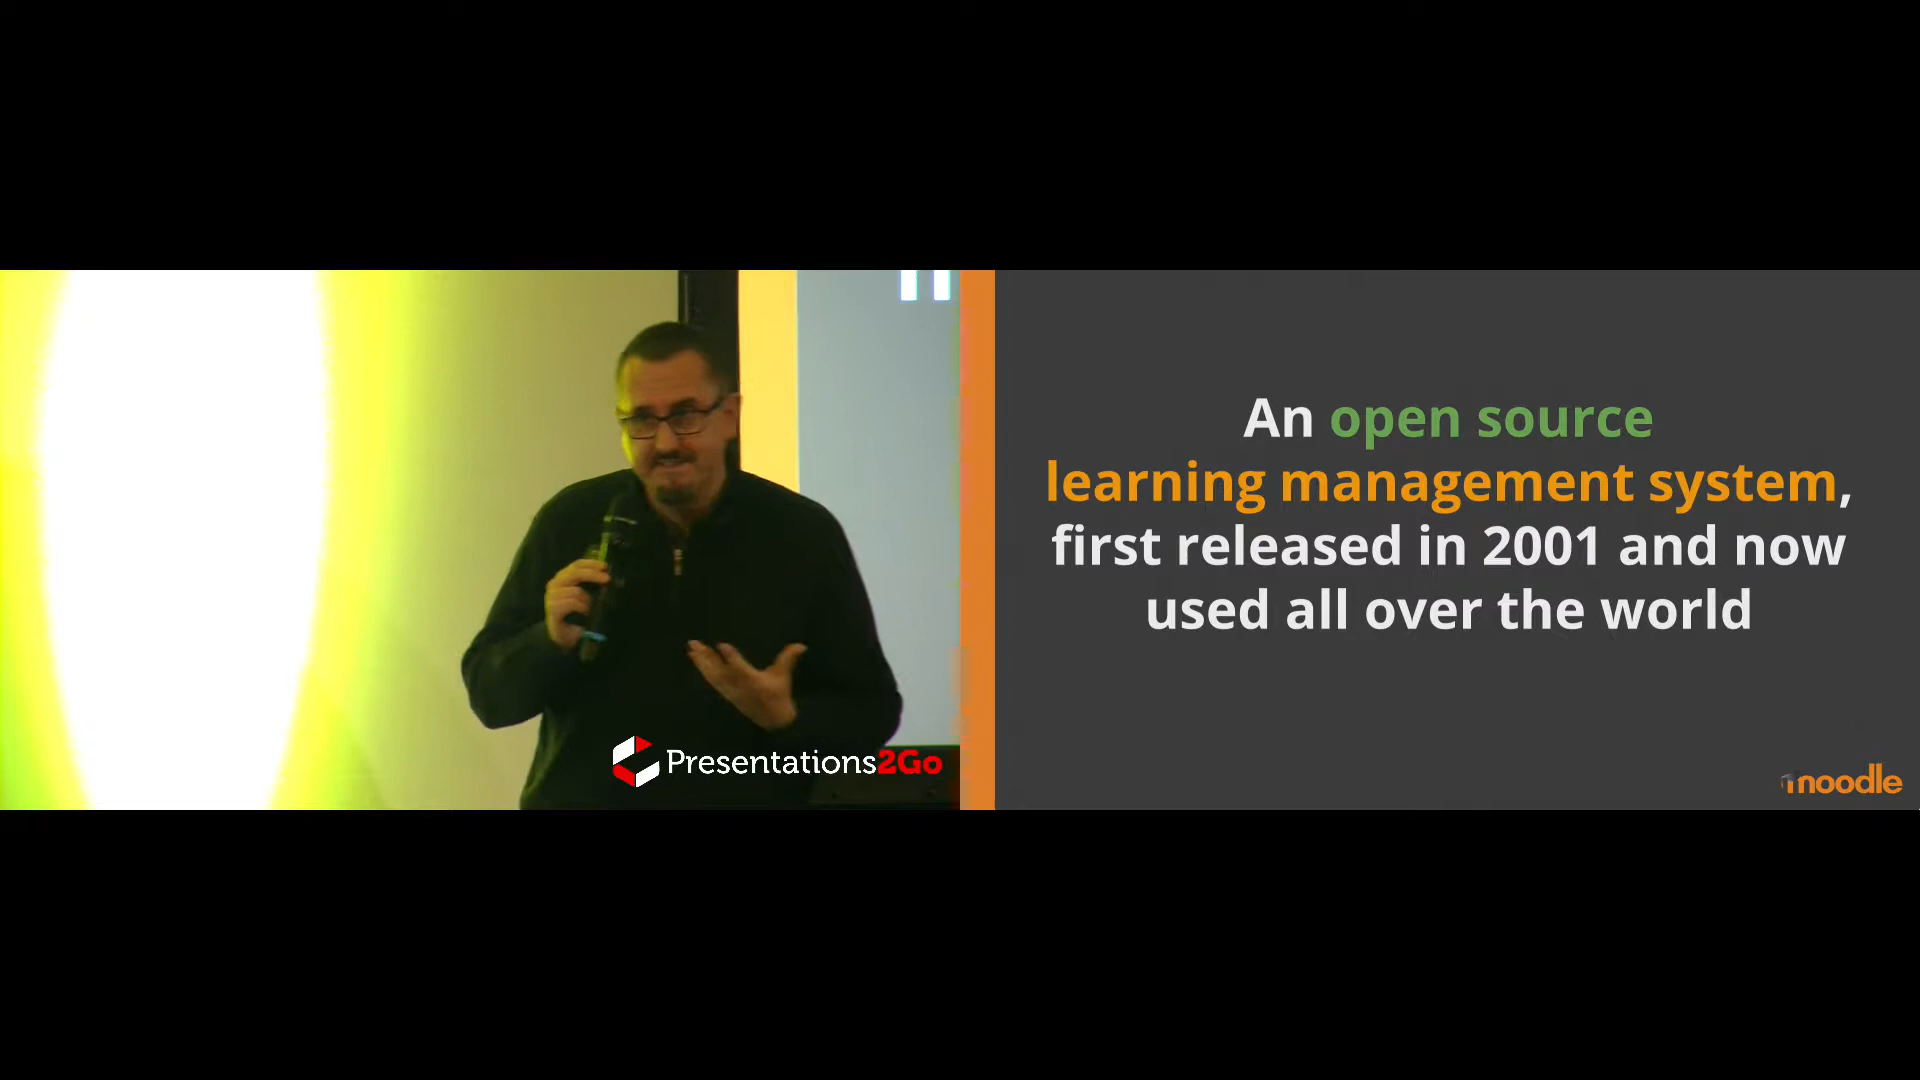 Presentations2Go
An open source
learning management system,
first released in 2001 and now
used all over the world
moodle